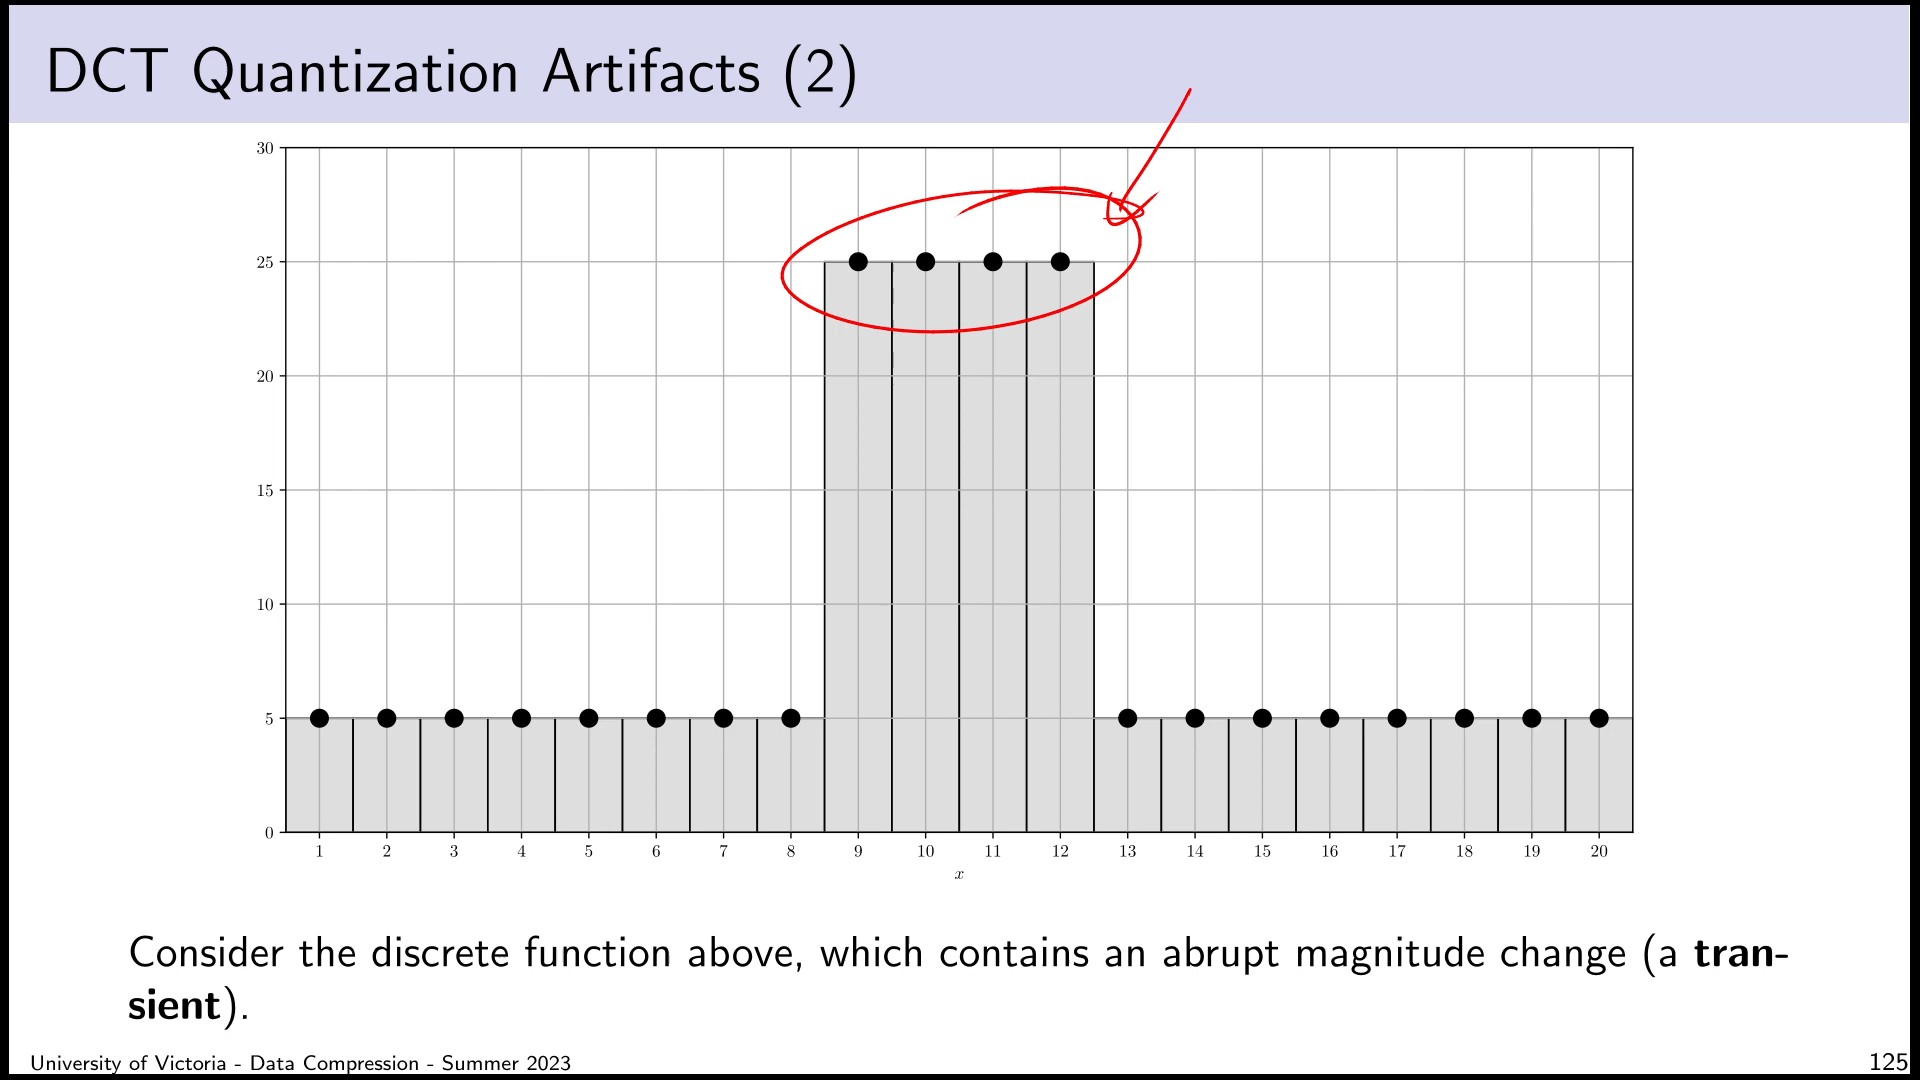 DCT Quantization Artifacts (2)
30
25
20
15
10
5
0
1 2 3 4 5 6 7 8 9 10 11 12 13 14 15 16 17 18 19 20
x
Consider the discrete function above, which contains an abrupt magnitude change (a tran-
sient).
University of Victoria - Data Compression - Summer 2023 125